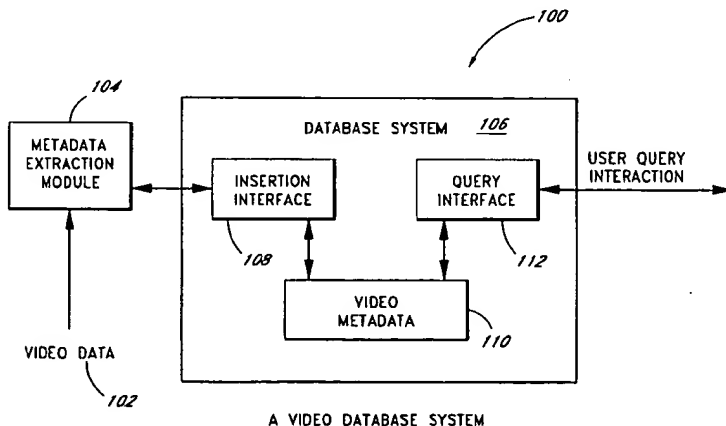 100
104
METADATA
EXTRACTION
MODULE
DATABASE SYSTEM 106
INSERTION
INTERFACE
108
QUERY
INTERFACE
112
USER QUERY
INTERACTION
VIDEO
METADATA
110
VIDEO DATA
102
A VIDEO DATABASE SYSTEM